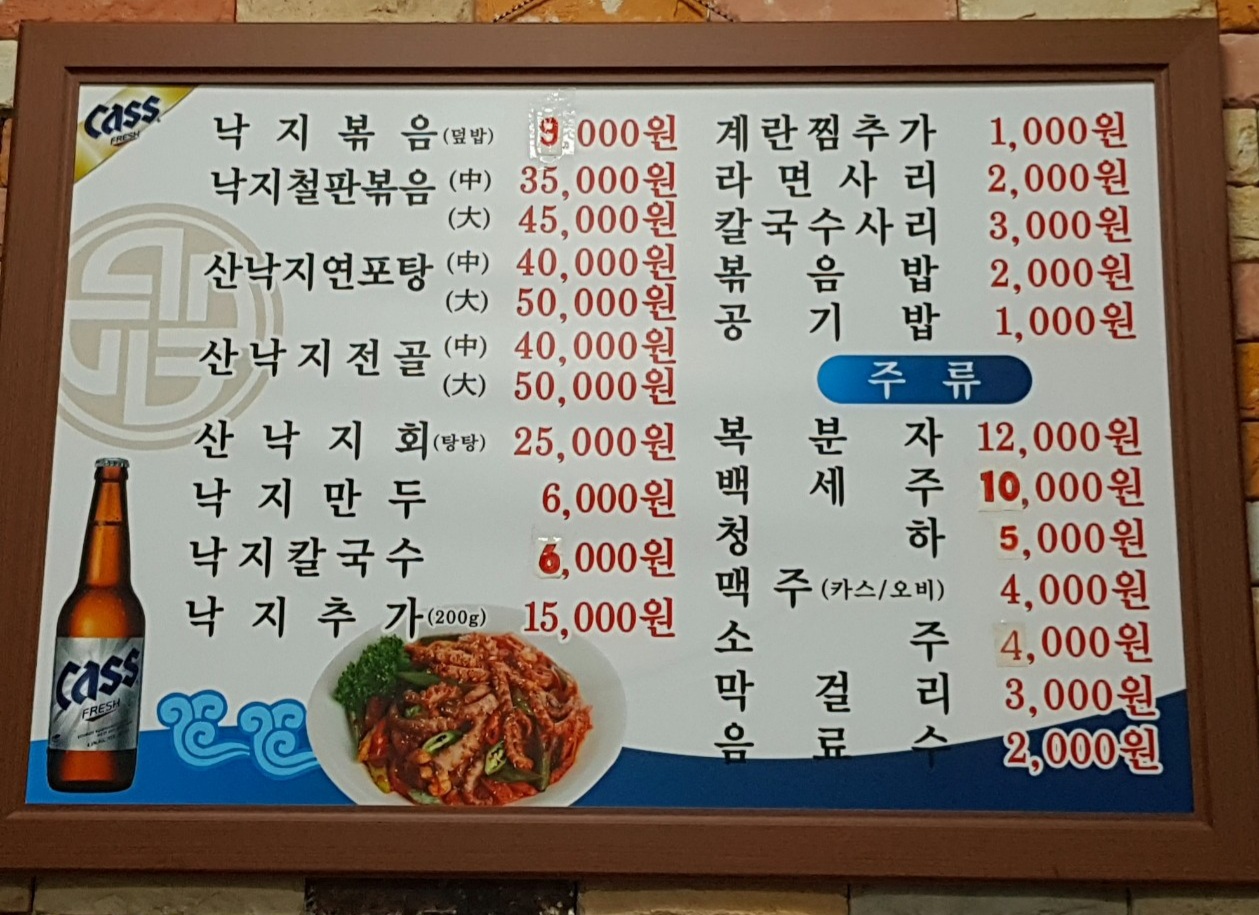 Cass
FRESH
낙지볶음(덮밥) 9,000원
낙지철판볶음 (中) 35,000원
(大) 45,000원
산낙지연포탕 (中) 40,000원
(大) 50,000원
산낙지전골 (中) 40,000원
(大) 50,000원
산낙지회(탕탕) 25,000원
낙지만두 6,000원
낙지칼국수 6,000원
낙지추가(200g) 15,000원
계란찜추가 1,000원
라면사리 2,000원
칼국수사리 3,000원
볶음밥 2,000원
공기밥 1,000원
주류
복분자 12,000원
백세주 10,000원
청하 5,000원
맥주(카스/오비) 4,000원
소주 4,000원
막걸리 3,000원
음료수 2,000원
Cass
FRESH